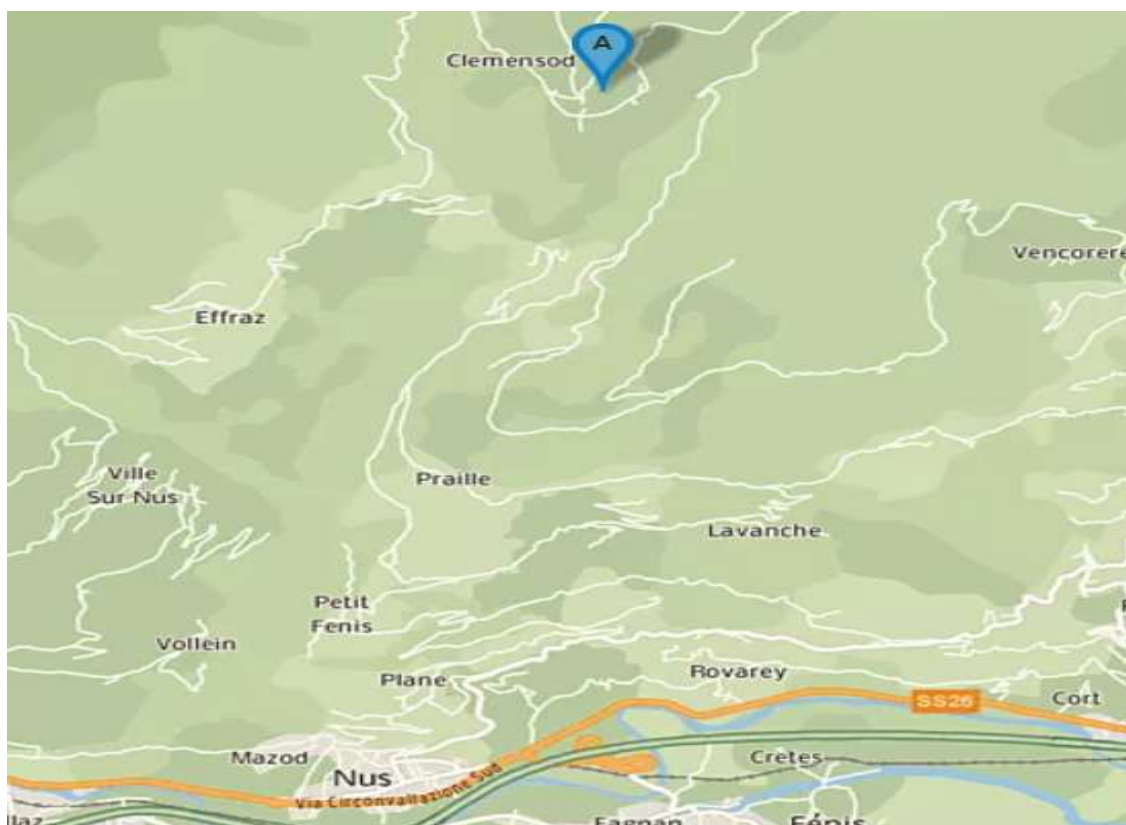 A
Clemensod
Vencorere
Effraz
Ville
Sur Nus
Praille
Lavanche
Petit
Fenis
Vollein
Plane
Rovarey
SS26
Cort
Mazod
Nus
Cretes
Via Circonvallazione Sud
llaz
Fagnan
Fénis